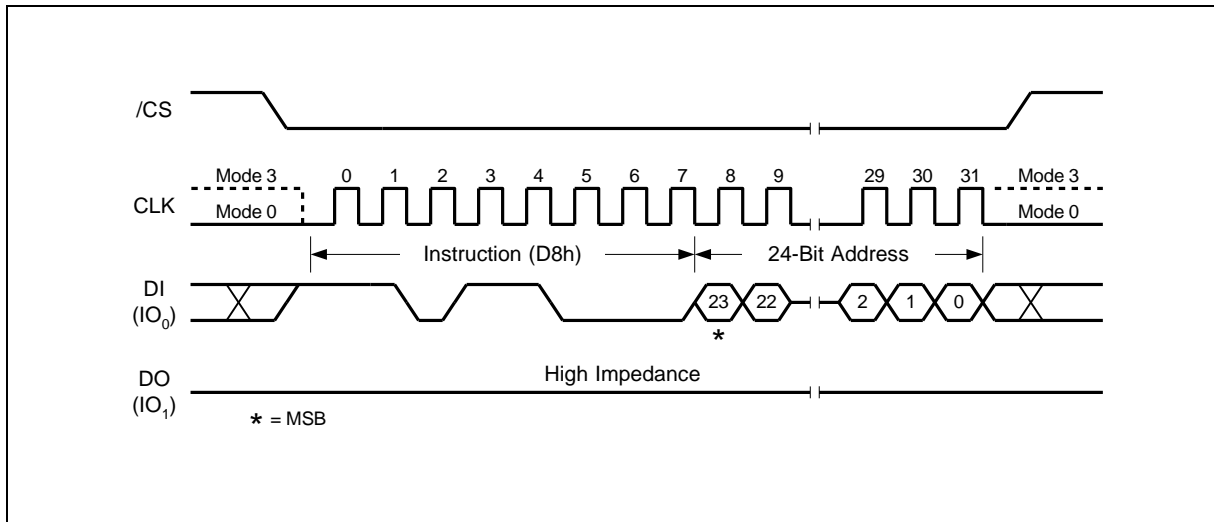 /CS
Mode 3
0 1 2 3 4 5 6 7 8 9 29 30 31
Mode 3
CLK
Mode 0
Mode 0
Instruction (D8h)
24-Bit Address
DI
(IO0)
23 22 2 1 0
*
High Impedance
DO
(IO1)
* = MSB